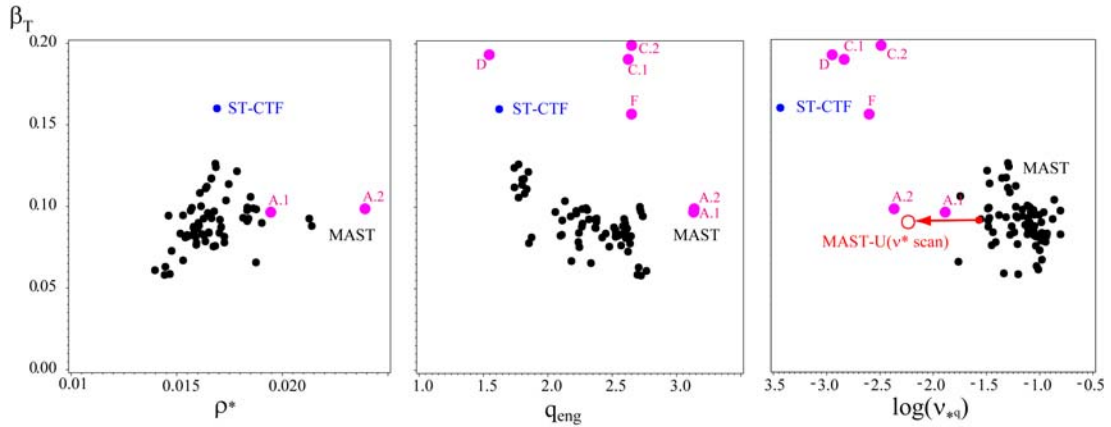 β_T
0.20
0.15
0.10
0.05
0.00
ST-CTF
A.1
A.2
MAST
0.01
0.015
0.020
ρ*
D
C.2
C.1
F
ST-CTF
A.2
A.1
MAST
1.0
1.5
2.0
2.5
3.0
q_eng
C.1
C.2
D
ST-CTF
F
MAST
A.2
A.1
MAST-U(ν* scan)
3.5
-3.0
-2.5
-2.0
-1.5
-1.0
-0.5
log(ν_*q)